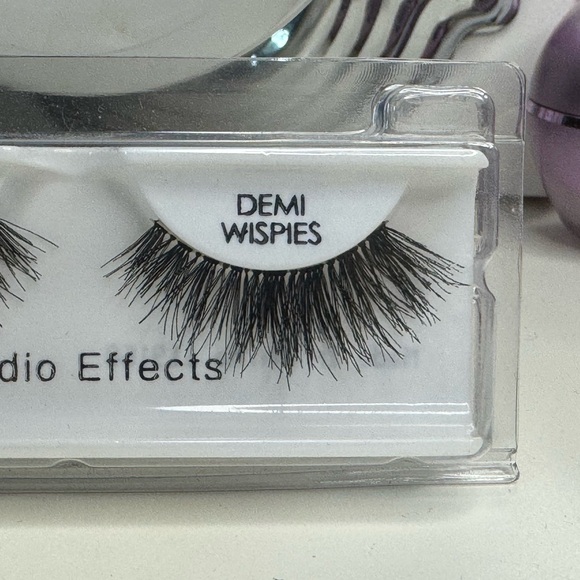 DEMI
WISPIES
dio Effects